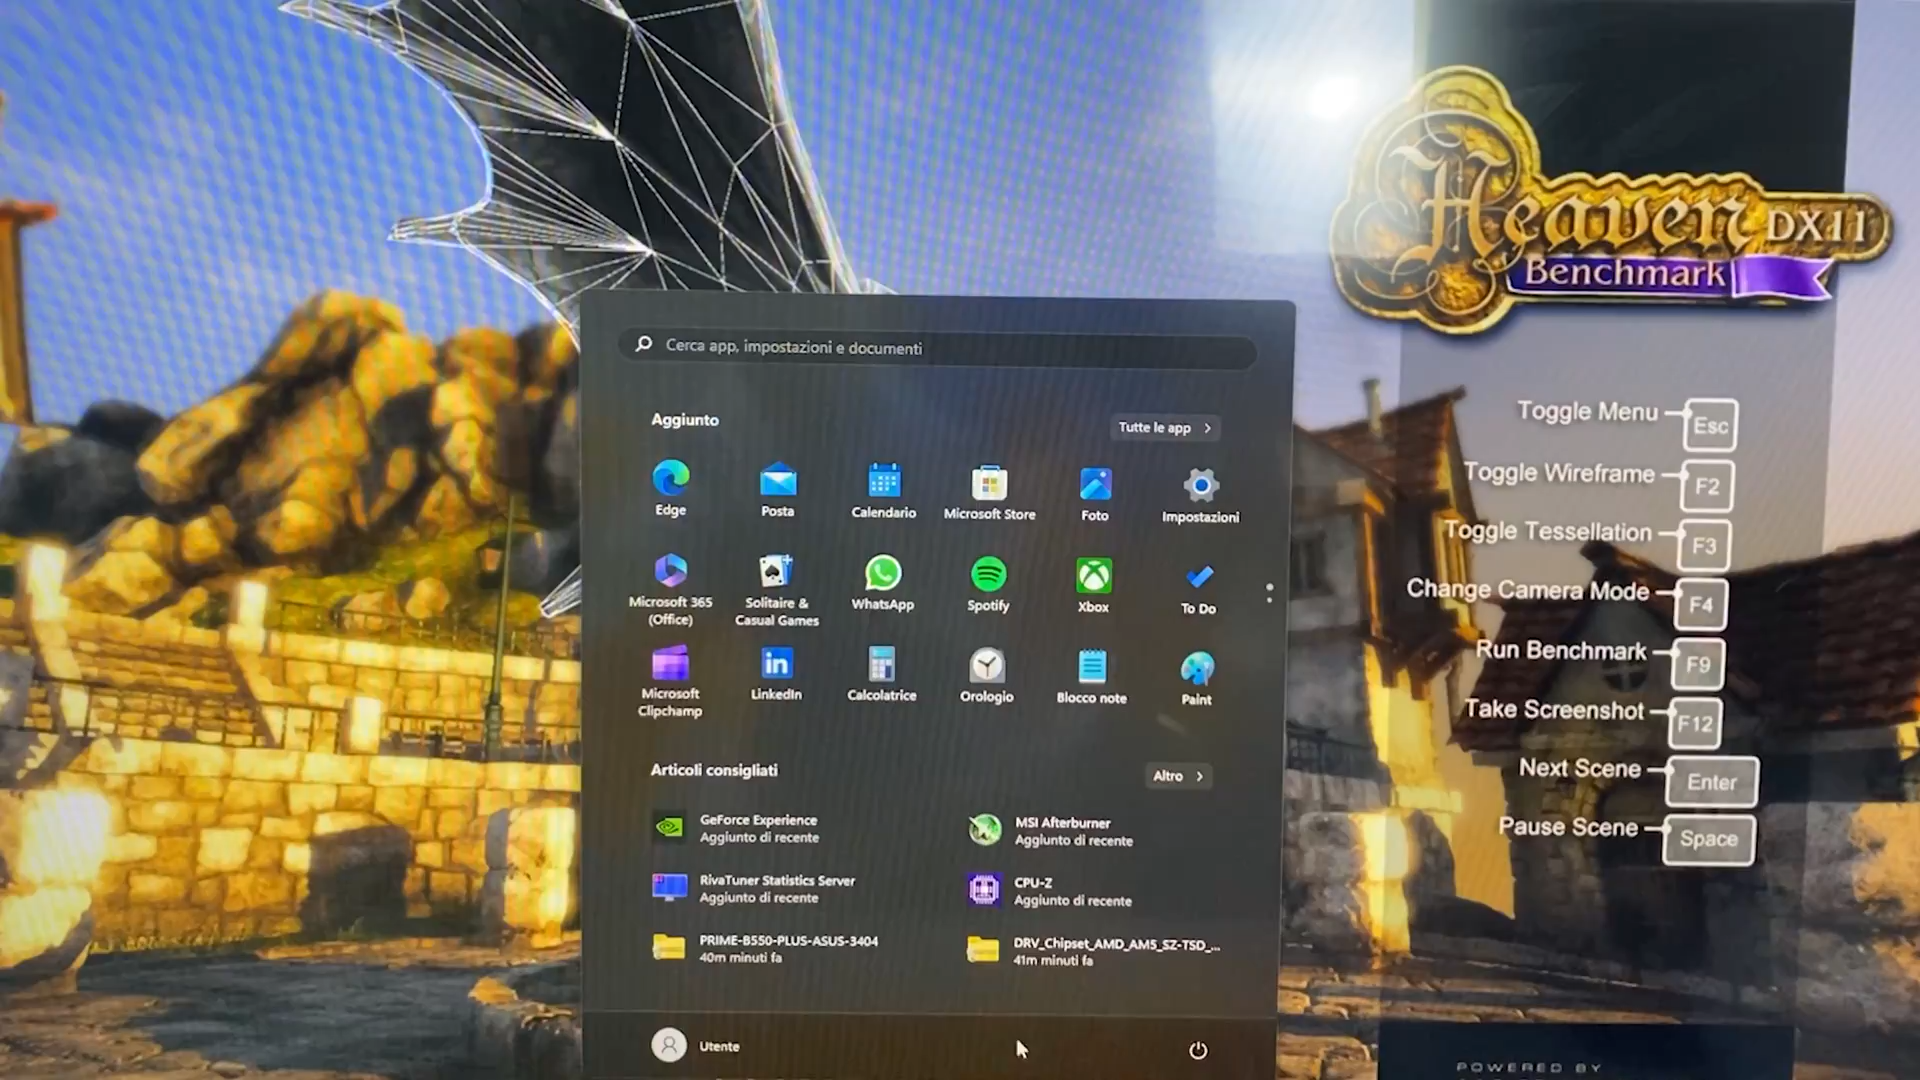 Heaven DX11
Benchmark
Cerca app, impostazioni e documenti
Aggiunto
Tutte le app
Edge
Posta
Calendario
Microsoft Store
Foto
Impostazioni
Microsoft 365
(Office)
Solitaire &
Casual Games
WhatsApp
Spotify
Xbox
To Do
Microsoft
Clipchamp
LinkedIn
Calcolatrice
Orologio
Blocco note
Paint
Articoli consigliati
Altro
GeForce Experience
Aggiunto di recente
MSI Afterburner
Aggiunto di recente
RivaTuner Statistics Server
Aggiunto di recente
CPU-Z
Aggiunto di recente
PRIME-B550-PLUS-ASUS-3404
40m minuti fa
DRV_Chipset_AMD_AM5_SZ-TSD_...
41m minuti fa
Utente
Toggle Menu Esc
Toggle Wireframe F2
Toggle Tessellation F3
Change Camera Mode F4
Run Benchmark F9
Take Screenshot F12
Next Scene Enter
Pause Scene Space
POWERED BY